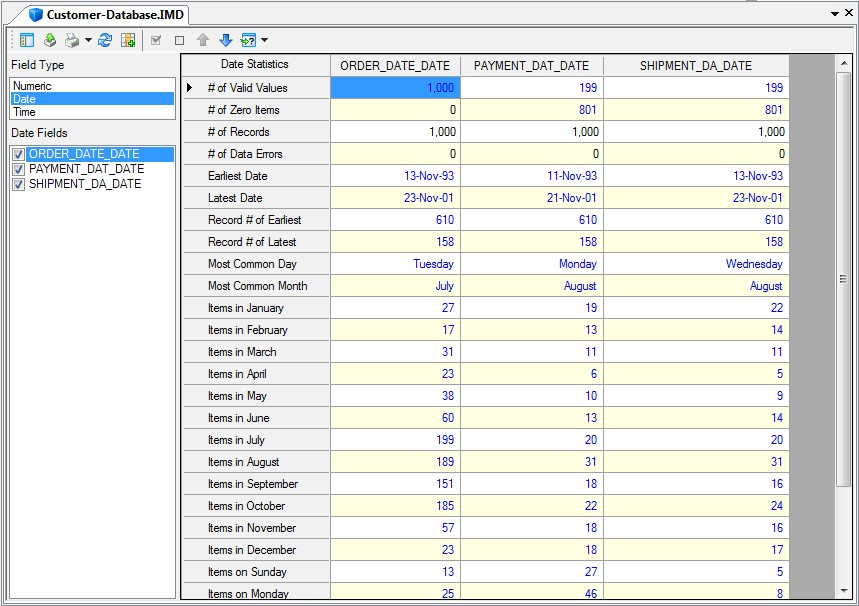 Customer-Database.IMD
Field Type
Numeric
Date
Time
Date Fields
ORDER_DATE_DATE
PAYMENT_DAT_DATE
SHIPMENT_DA_DATE
Date Statistics ORDER_DATE_DATE PAYMENT_DAT_DATE SHIPMENT_DA_DATE
# of Valid Values 1,000 199 199
# of Zero Items 0 801 801
# of Records 1,000 1,000 1,000
# of Data Errors 0 0 0
Earliest Date 13-Nov-93 11-Nov-93 13-Nov-93
Latest Date 23-Nov-01 21-Nov-01 23-Nov-01
Record # of Earliest 610 610 610
Record # of Latest 158 158 158
Most Common Day Tuesday Monday Wednesday
Most Common Month July August August
Items in January 27 19 22
Items in February 17 13 14
Items in March 31 11 11
Items in April 23 6 5
Items in May 38 10 9
Items in June 60 13 14
Items in July 199 20 20
Items in August 189 31 31
Items in September 151 18 16
Items in October 185 22 24
Items in November 57 18 16
Items in December 23 18 17
Items on Sunday 13 27 5
Items on Monday 25 46 8